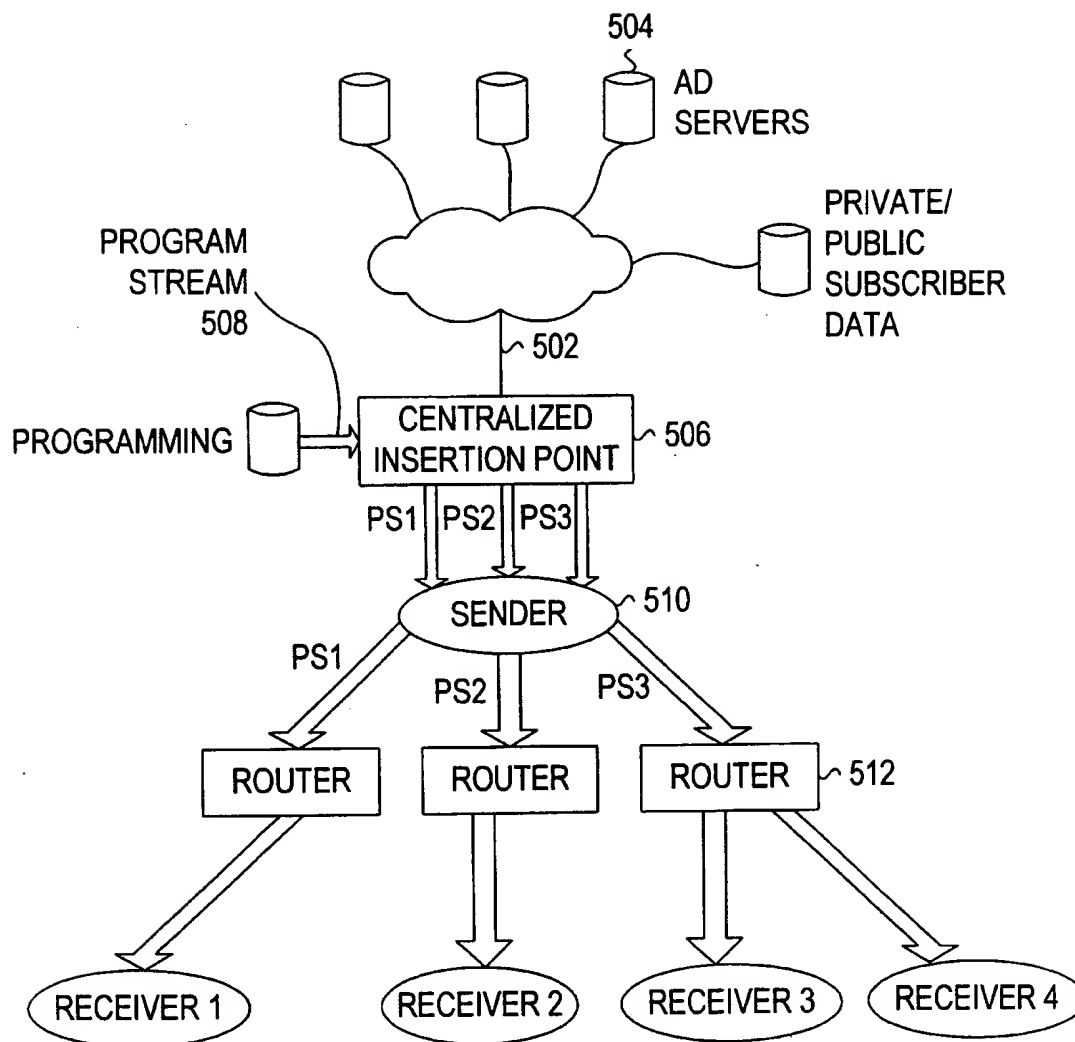 504
AD
SERVERS
PROGRAM
STREAM
508
PRIVATE/
PUBLIC
SUBSCRIBER
DATA
502
PROGRAMMING
CENTRALIZED
INSERTION POINT
506
PS1 PS2 PS3
SENDER
510
PS1
PS2
PS3
ROUTER
ROUTER
ROUTER
512
RECEIVER 1
RECEIVER 2
RECEIVER 3
RECEIVER 4